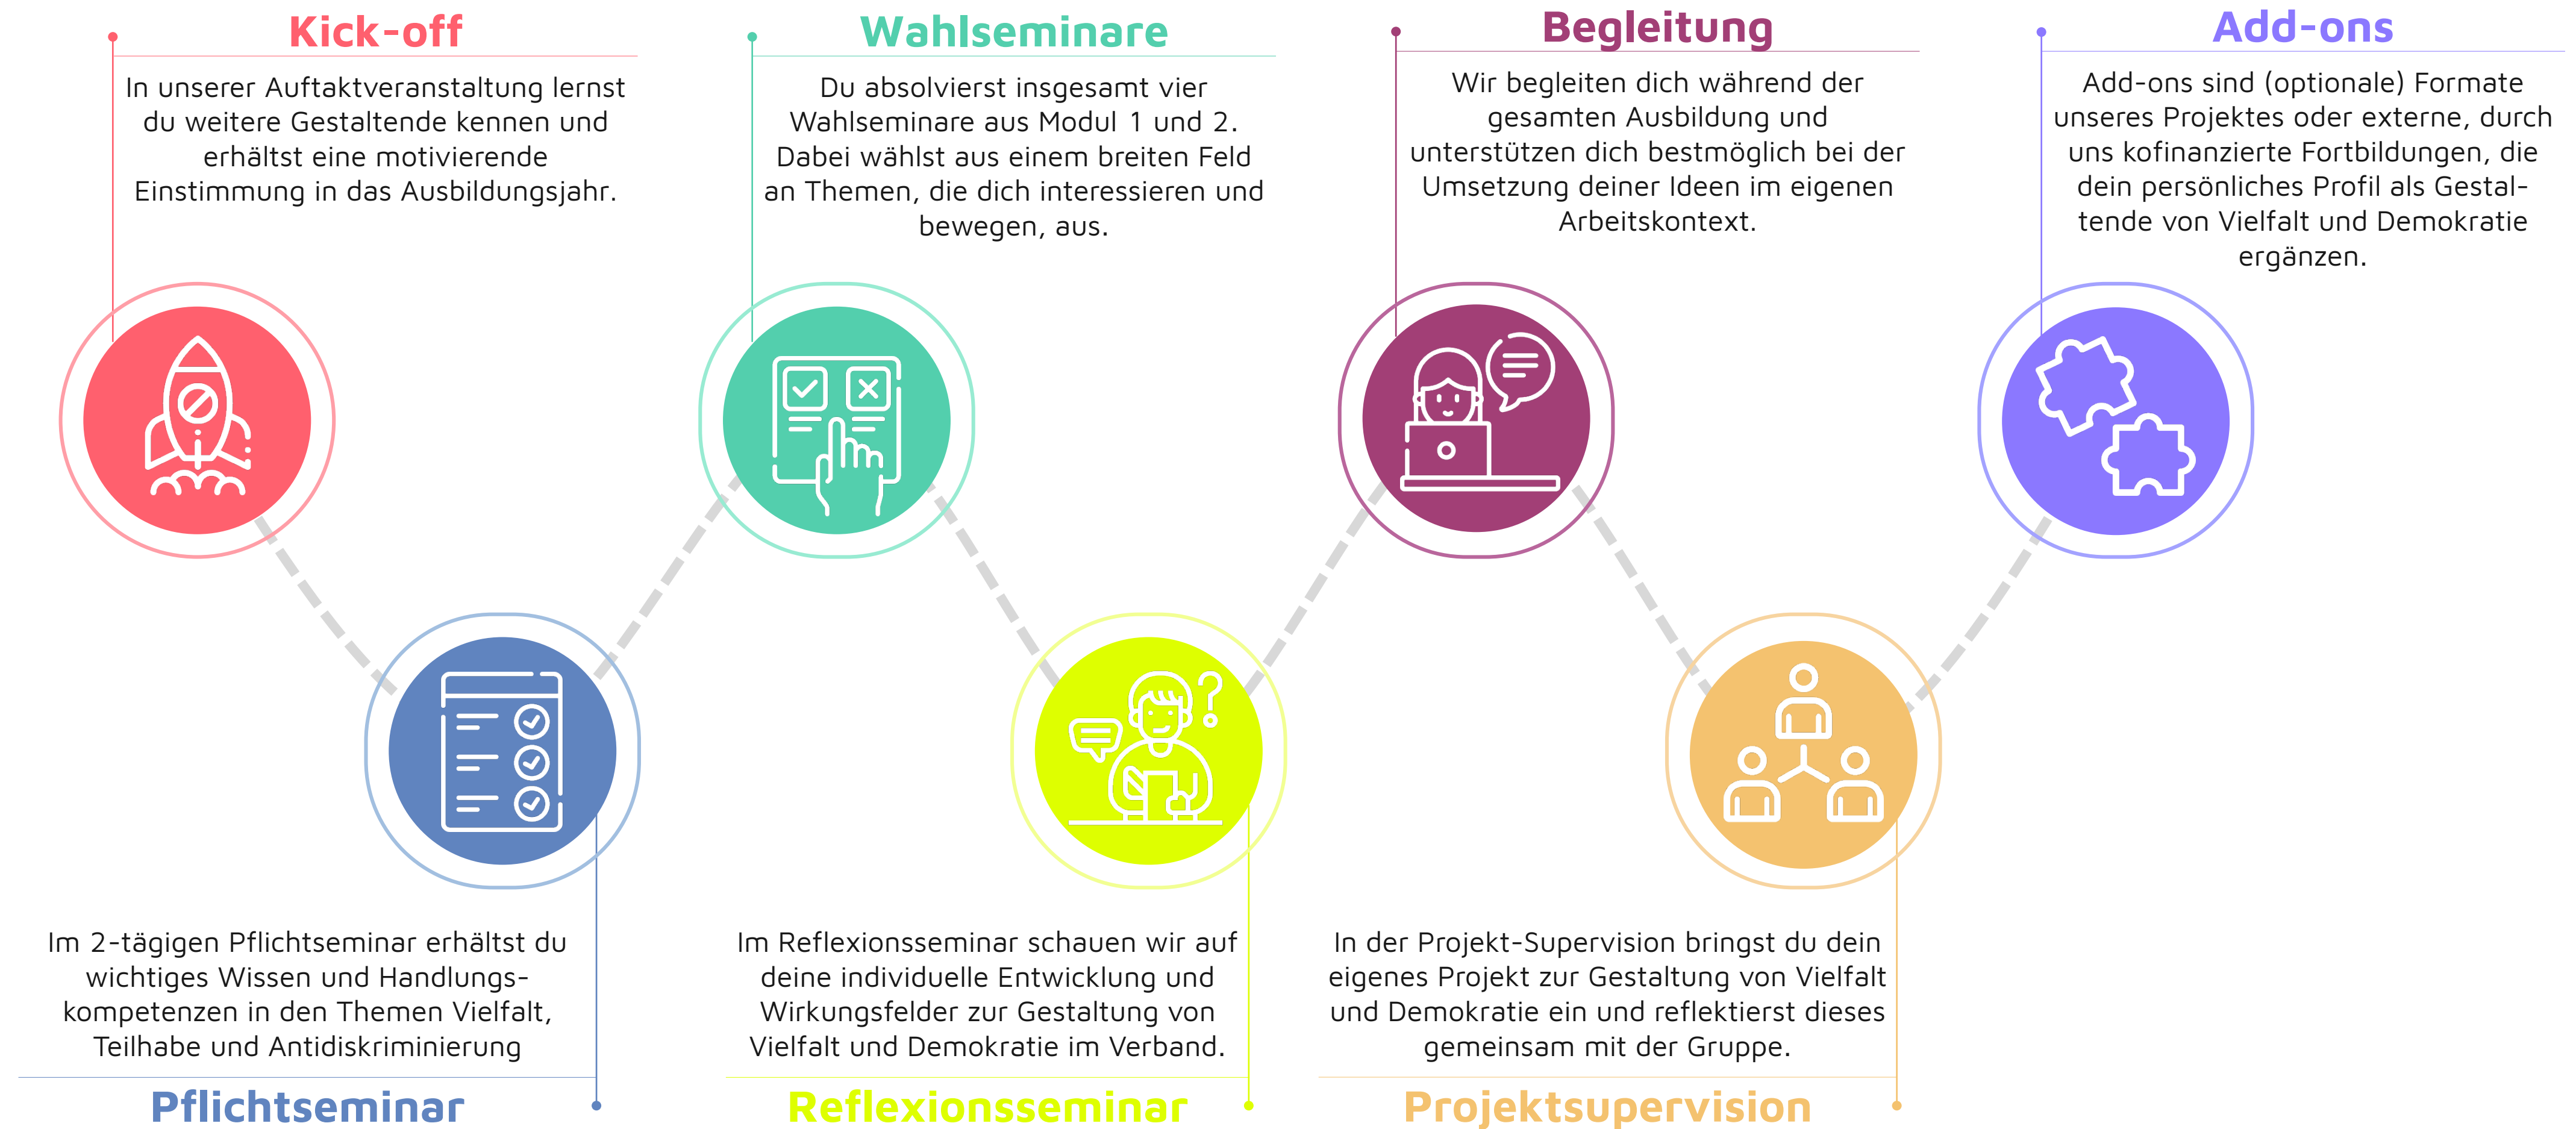 Kick-off
In unserer Auftaktveranstaltung lernst
du weitere Gestaltende kennen und
erhältst eine motivierende
Einstimmung in das Ausbildungsjahr.
Wahlseminare
Du absolvierst insgesamt vier
Wahlseminare aus Modul 1 und 2.
Dabei wählst aus einem breiten Feld
an Themen, die dich interessieren und
bewegen, aus.
Begleitung
Wir begleiten dich während der
gesamten Ausbildung und
unterstützen dich bestmöglich bei der
Umsetzung deiner Ideen im eigenen
Arbeitskontext.
Add-ons
Add-ons sind (optionale) Formate
unseres Projektes oder externe, durch
uns kofinanzierte Fortbildungen, die
dein persönliches Profil als Gestal-
tende von Vielfalt und Demokratie
ergänzen.
Im 2-tägigen Pflichtseminar erhältst du
wichtiges Wissen und Handlungs-
kompetenzen in den Themen Vielfalt,
Teilhabe und Antidiskriminierung
Pflichtseminar
Im Reflexionsseminar schauen wir auf
deine individuelle Entwicklung und
Wirkungsfelder zur Gestaltung von
Vielfalt und Demokratie im Verband.
Reflexionsseminar
In der Projekt-Supervision bringst du dein
eigenes Projekt zur Gestaltung von Vielfalt
und Demokratie ein und reflektierst dieses
gemeinsam mit der Gruppe.
Projektsupervision